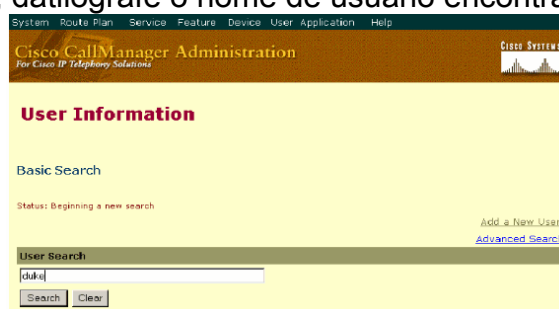 datilografe o nome de usuário encontra
System Route Plan Service Feature Device User Application Help
Cisco CallManager Administration
For Cisco IP Telephony Solutions
CISCO SYSTEMS
User Information
Basic Search
Status: Beginning a new search
Add a New User
Advanced Search
User Search
duke
Search Clear